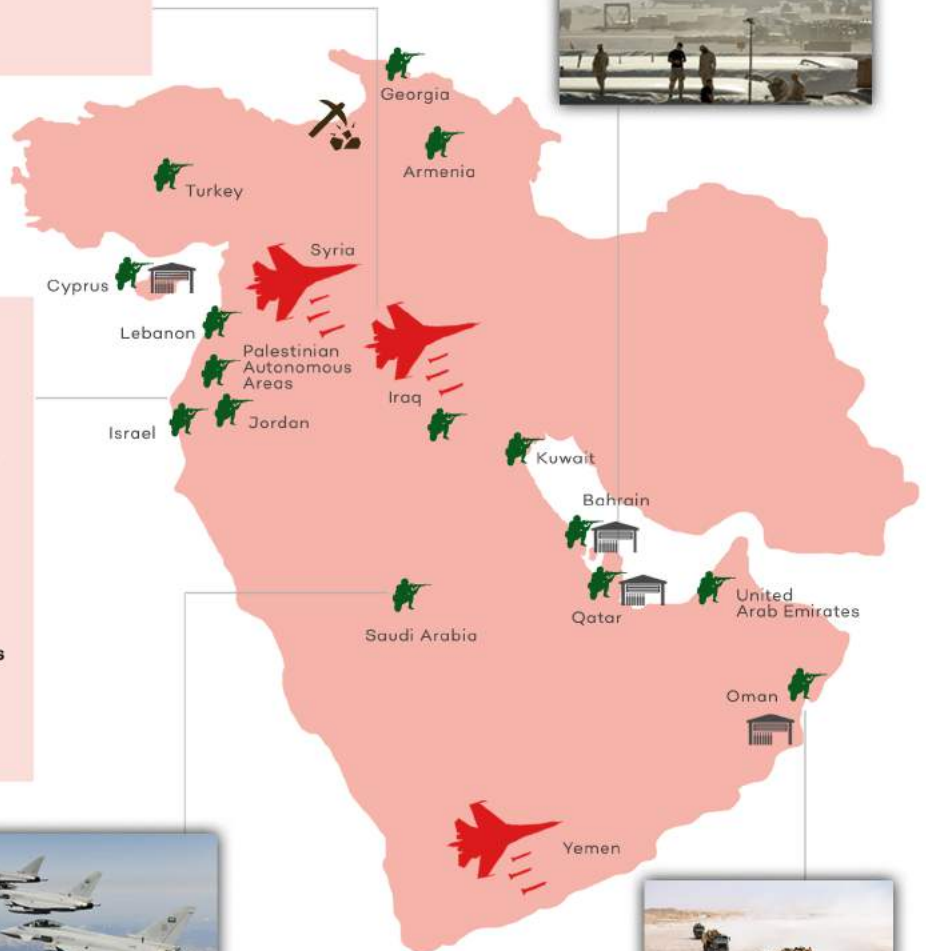 Georgia
Armenia
Turkey
Syria
Cyprus
Lebanon
Palestinian
Autonomous
Areas
Iraq
Israel
Jordan
Kuwait
Bahrain
United
Arab Emirates
Qatar
Saudi Arabia
s
Oman
Yemen